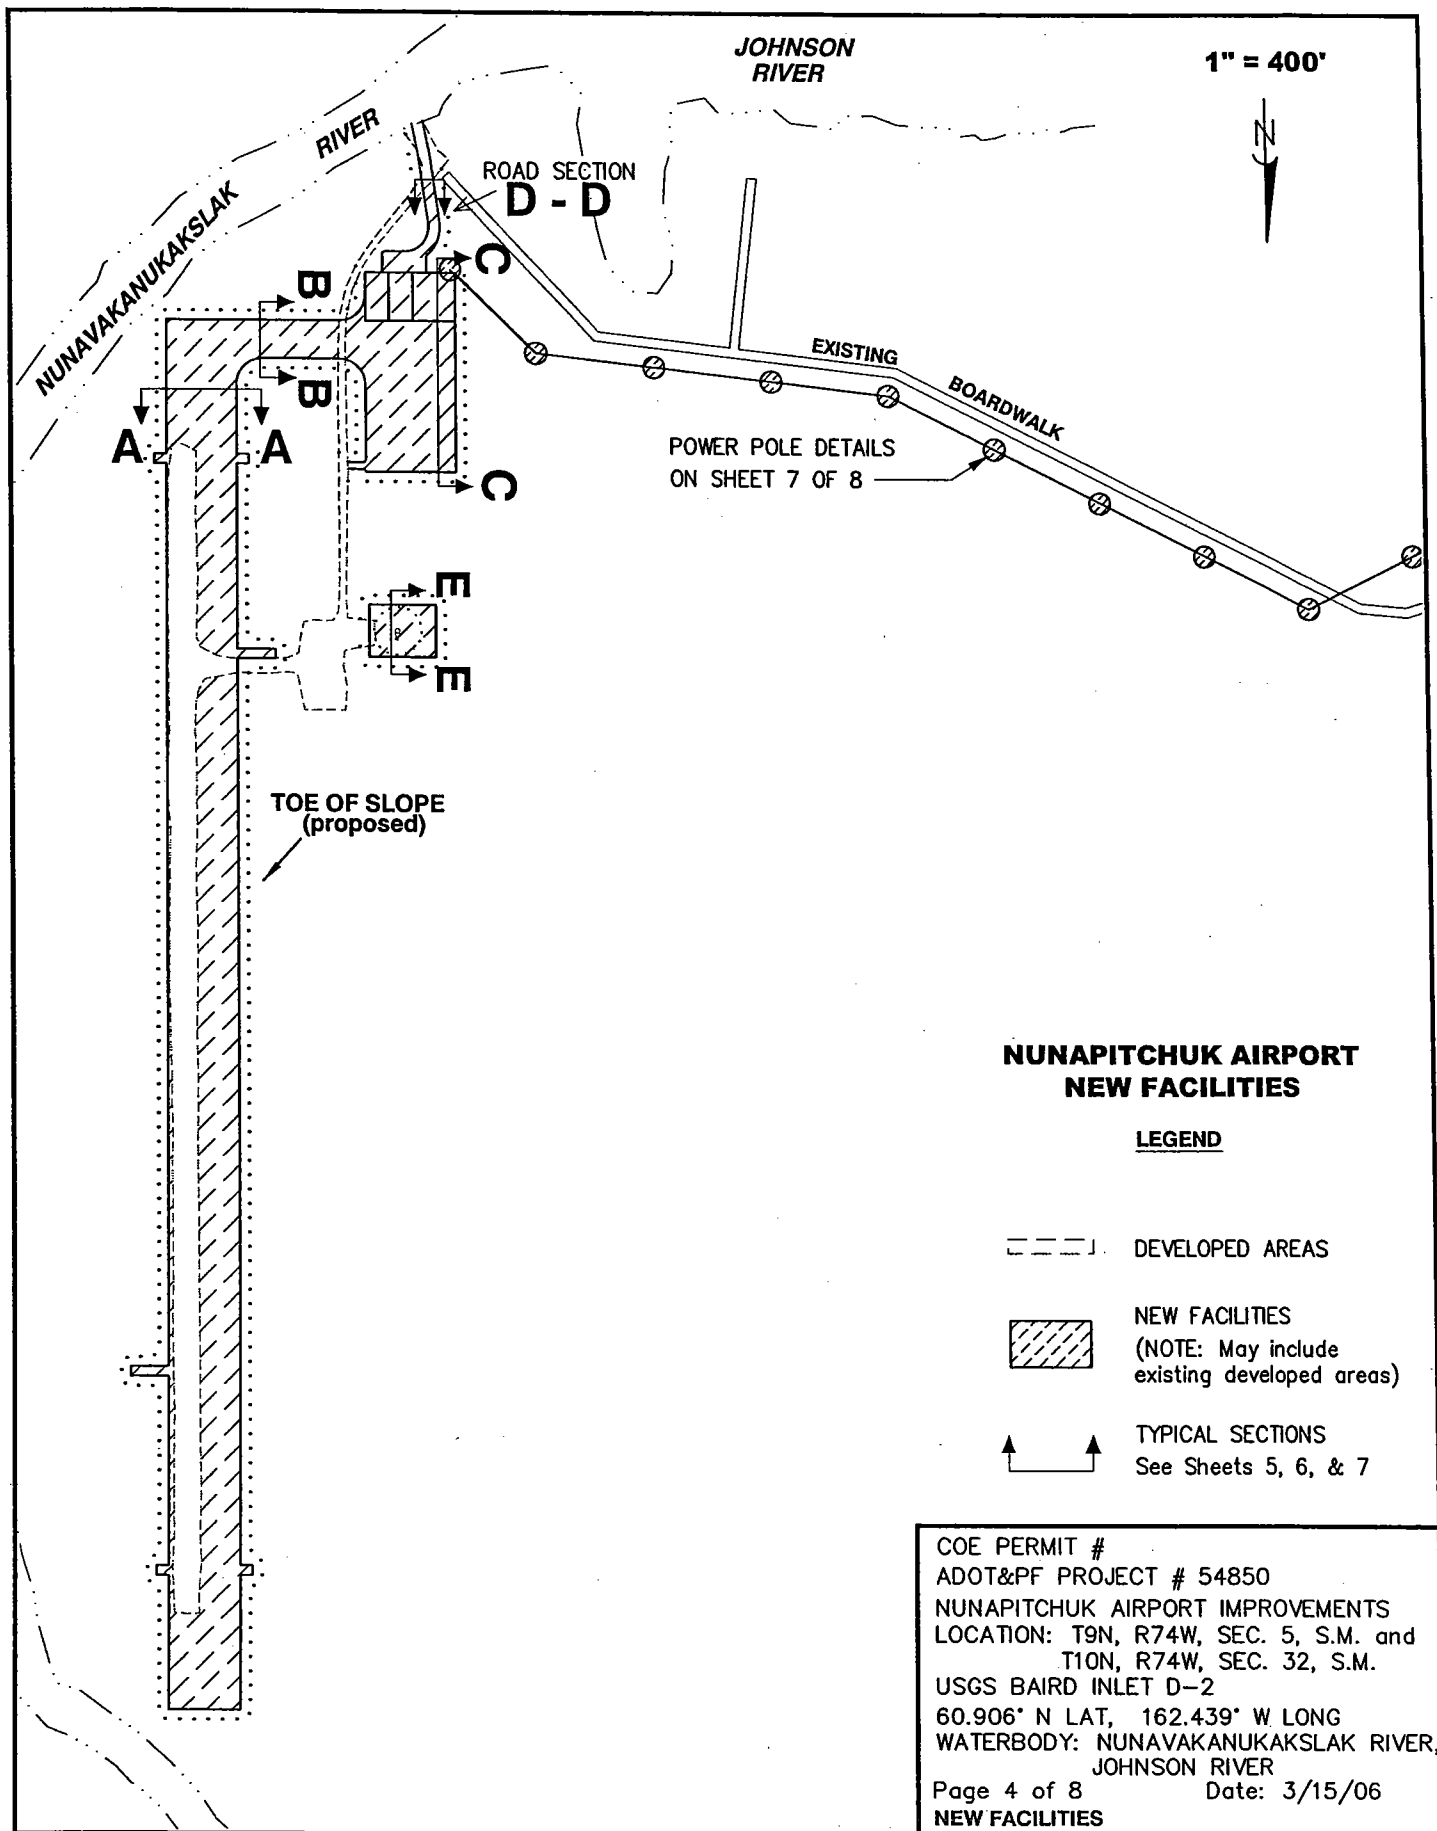 JOHNSON
RIVER
1" = 400'
N
RIVER
NUNAVAKANUKAKSLAK
ROAD SECTION
D - D
C
B
EXISTING
BOARDWALK
B
A
A
POWER POLE DETAILS
ON SHEET 7 OF 8
C
E
E
TOE OF SLOPE
(proposed)
NUNAPITCHUK AIRPORT
NEW FACILITIES
LEGEND
DEVELOPED AREAS
NEW FACILITIES
(NOTE: May include
existing developed areas)
TYPICAL SECTIONS
See Sheets 5, 6, & 7
COE PERMIT #
ADOT&PF PROJECT # 54850
NUNAPITCHUK AIRPORT IMPROVEMENTS
LOCATION: T9N, R74W, SEC. 5, S.M. and
T10N, R74W, SEC. 32, S.M.
USGS BAIRD INLET D-2
60.906° N LAT, 162.439° W LONG
WATERBODY: NUNAVAKANUKAKSLAK RIVER,
JOHNSON RIVER
Page 4 of 8 Date: 3/15/06
NEW FACILITIES